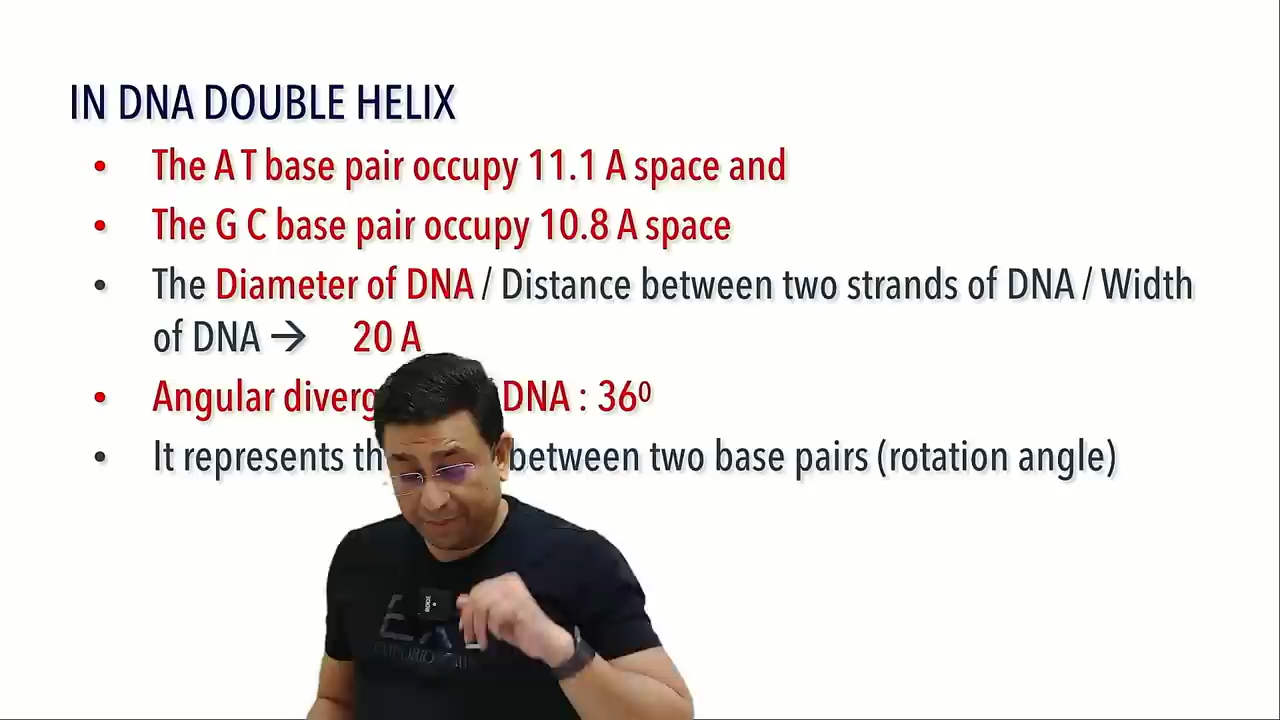 IN DNA DOUBLE HELIX
• The A T base pair occupy 11.1 A space and
• The G C base pair occupy 10.8 A space
• The Diameter of DNA / Distance between two strands of DNA / Width
of DNA → 20 A
• Angular DNA : 36⁰
• It represents between two base pairs (rotation angle)
RODE